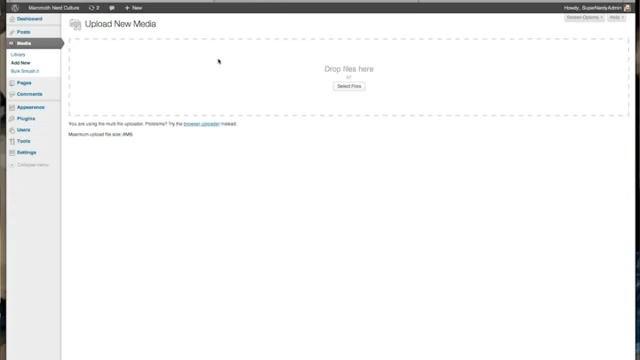 Mammoth Nerd Culture 2 + New Howdy, SuperNerdyAdmin
Dashboard
Screen Options Help
Upload New Media
Posts
Media
Library
Add New
Bulk Smush.it
Pages
Comments
Appearance
Plugins
Users
Tools
Settings
Collapse menu
Drop files here
or
Select Files
You are using the multi-file uploader. Problems? Try the browser uploader instead.
Maximum upload file size: 8MB.